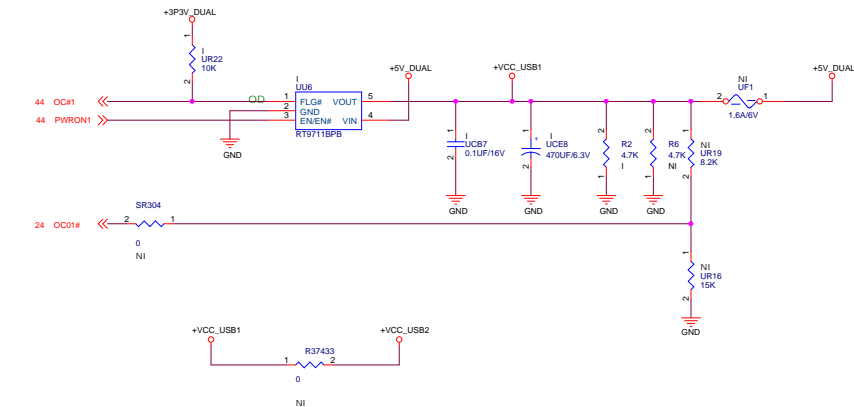 +3P3V_DUAL
1
I
UR22
10K
2
I
UU6
+5V_DUAL
+VCC_USB1
NI
UF1
+5V_DUAL
44 OC#1
OD
1 FLG# VOUT 5
2 GND
44 PWRON1
3 EN/EN# VIN 4
RT9711BPB
GND
2 1
1.6A/6V
1
I
UCB7
0.1UF/16V
2
GND
1
+
I
UCE8
470UF/6.3V
2
GND
2
R2
4.7K
1 I
GND
2
R6
4.7K
1 NI
GND
1
NI
UR19
8.2K
2
SR304
24 OC01#
2 1
0
NI
1
NI
UR16
15K
2
GND
+VCC_USB1
+VCC_USB2
R37433
1 2
0
NI